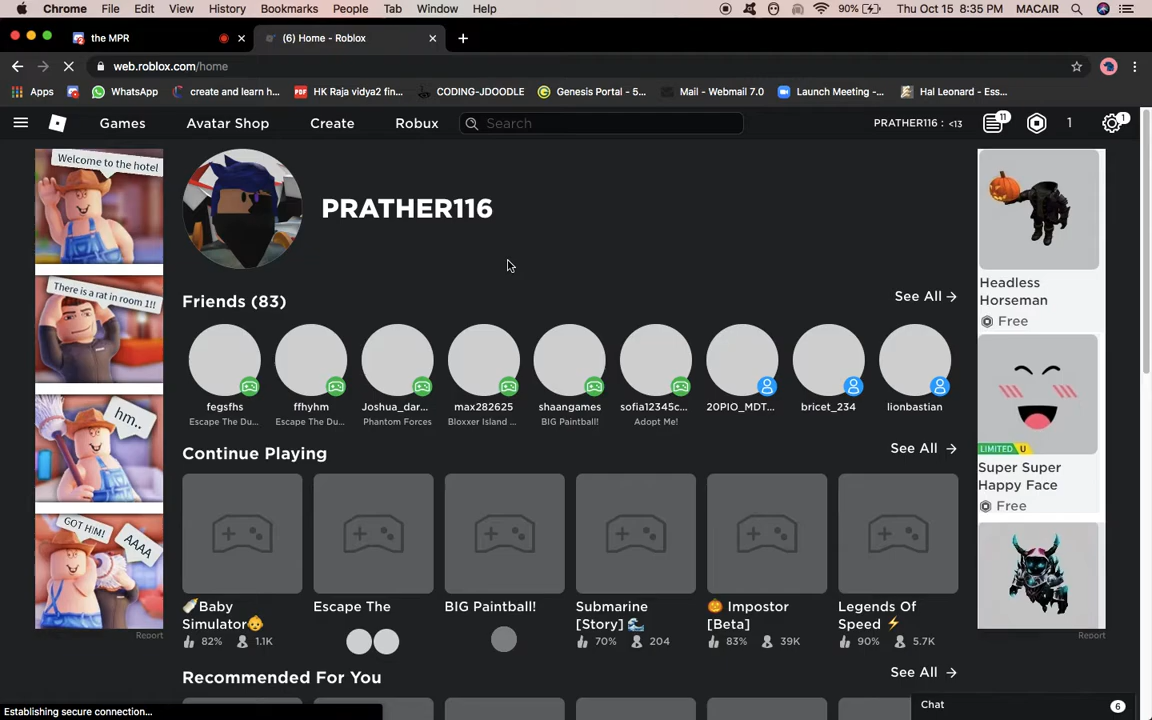 Chrome File Edit View History Bookmarks People Tab Window Help 90% Thu Oct 15 8:35 PM MACAIR
the MPR (6) Home - Roblox
web.roblox.com/home
Apps WhatsApp create and learn h... HK Raja vidya2 fin... CODING-JDOODLE Genesis Portal - 5... Mail - Webmail 7.0 Launch Meeting -... Hal Leonard - Ess...
Games Avatar Shop Create Robux Search PRATHER116 : <13 11 1 1
Welcome to the hotel
There is a rat in room 1!!
hm..
GOT HIM!
AAAA
Report
PRATHER116
Friends (83) See All
fegsfhs ffhyhm Joshua_dar... max282625 shaangames sofia12345c... 20PIO_MDT... bricet_234 lionbastian
Escape The Du... Escape The Du... Phantom Forces Bloxxer Island ... BIG Paintball! Adopt Me!
Continue Playing See All
Baby Simulator
82% 1.1K
Escape The
BIG Paintball!
Submarine [Story]
70% 204
Impostor [Beta]
83% 39K
Legends Of Speed
90% 5.7K
Recommended For You See All
Headless
Horseman
Free
LIMITED U
Super Super
Happy Face
Free
Report
Chat 6
Establishing secure connection...